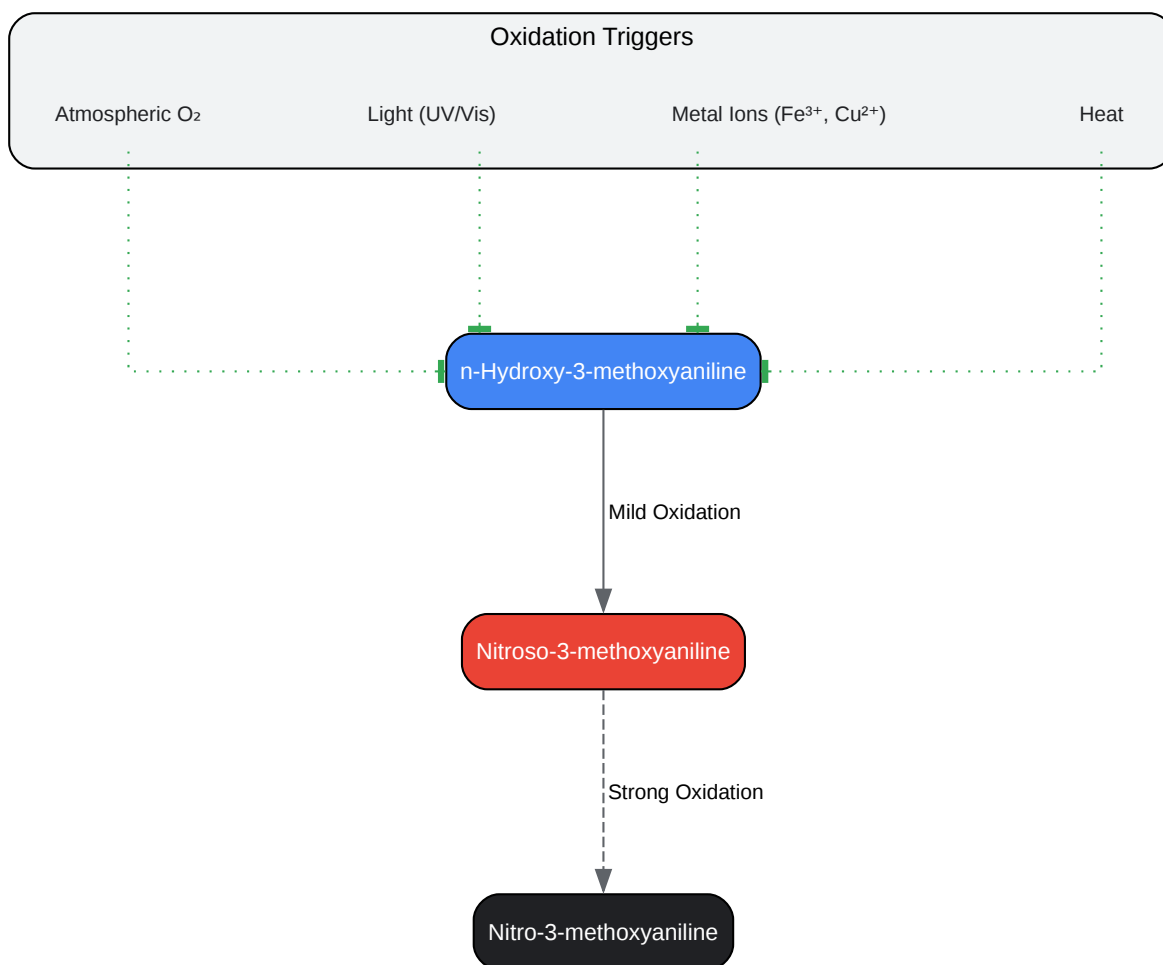 Oxidation Triggers
Atmospheric O₂
Light (UV/Vis)
Metal Ions (Fe³⁺, Cu²⁺)
Heat
n-Hydroxy-3-methoxyaniline
Mild Oxidation
Nitroso-3-methoxyaniline
Strong Oxidation
Nitro-3-methoxyaniline